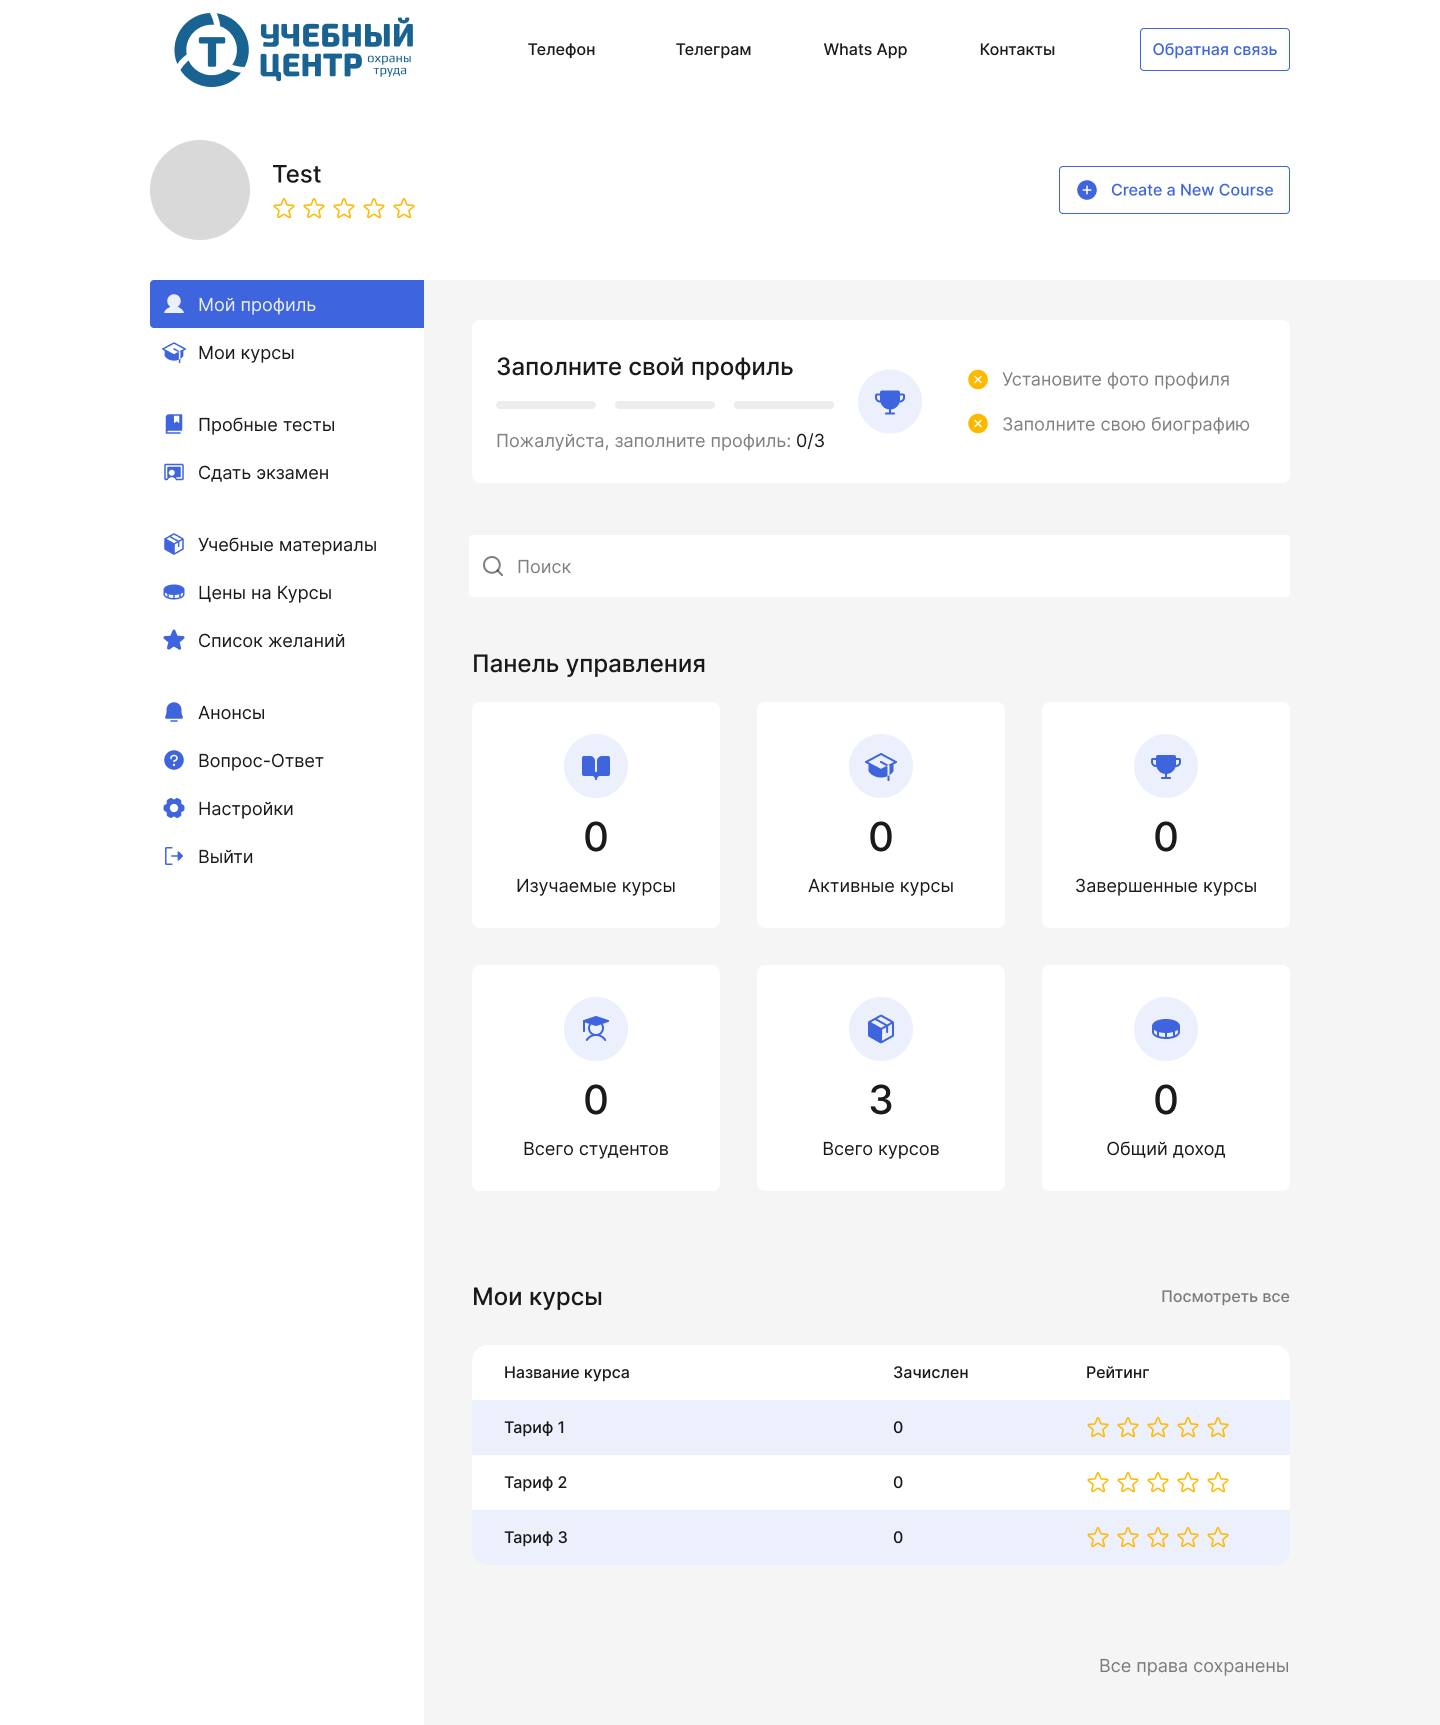 УЧЕБНЫЙ
ЦЕНТР охраны труда
Телефон
Телеграм
Whats App
Контакты
Обратная связь
Test
Create a New Course
Мой профиль
Мои курсы
Пробные тесты
Сдать экзамен
Учебные материалы
Цены на Курсы
Список желаний
Анонсы
Вопрос-Ответ
Настройки
Выйти
Заполните свой профиль
Пожалуйста, заполните профиль: 0/3
Установите фото профиля
Заполните свою биографию
Поиск
Панель управления
0
Изучаемые курсы
0
Активные курсы
0
Завершенные курсы
0
Всего студентов
3
Всего курсов
0
Общий доход
Мои курсы
Посмотреть все
Название курса Зачислен Рейтинг
Тариф 1 0
Тариф 2 0
Тариф 3 0
Все права сохранены